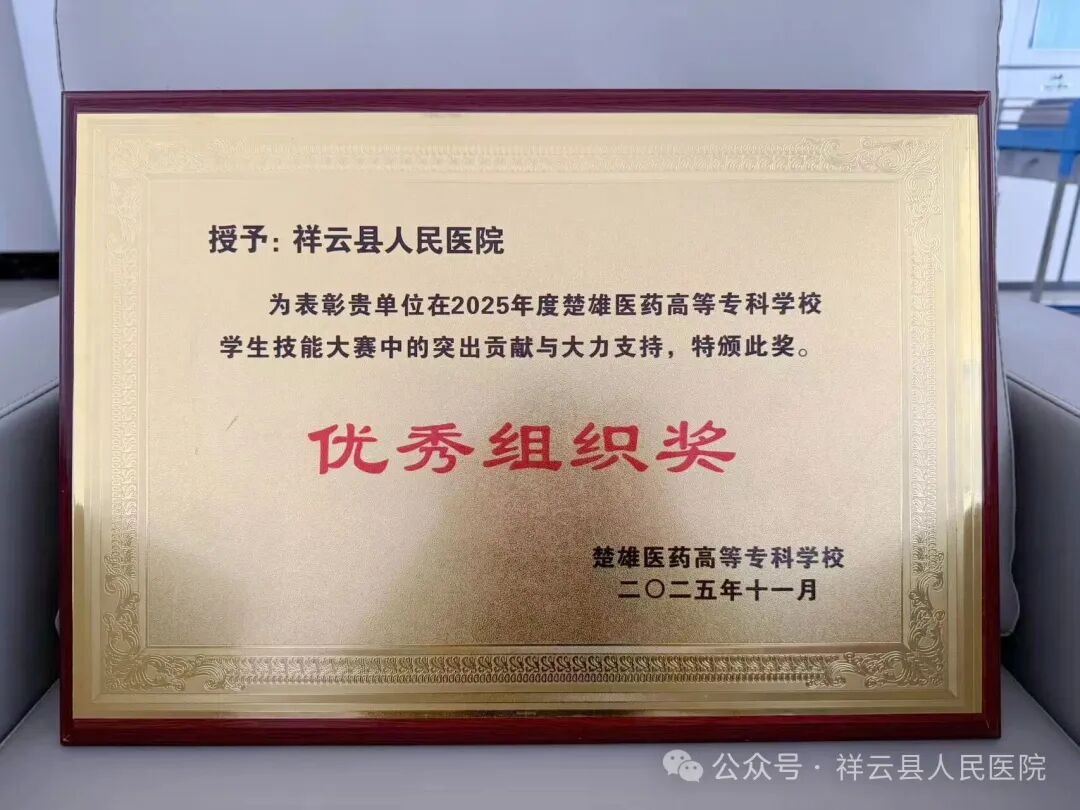 授予：祥云县人民医院
为表彰贵单位在2025年度楚雄医药高等专科学校
学生技能大赛中的突出贡献与大力支持，特颁此奖。
优秀组织奖
楚雄医药高等专科学校
二〇二五年十一月
公众号·祥云县人民医院